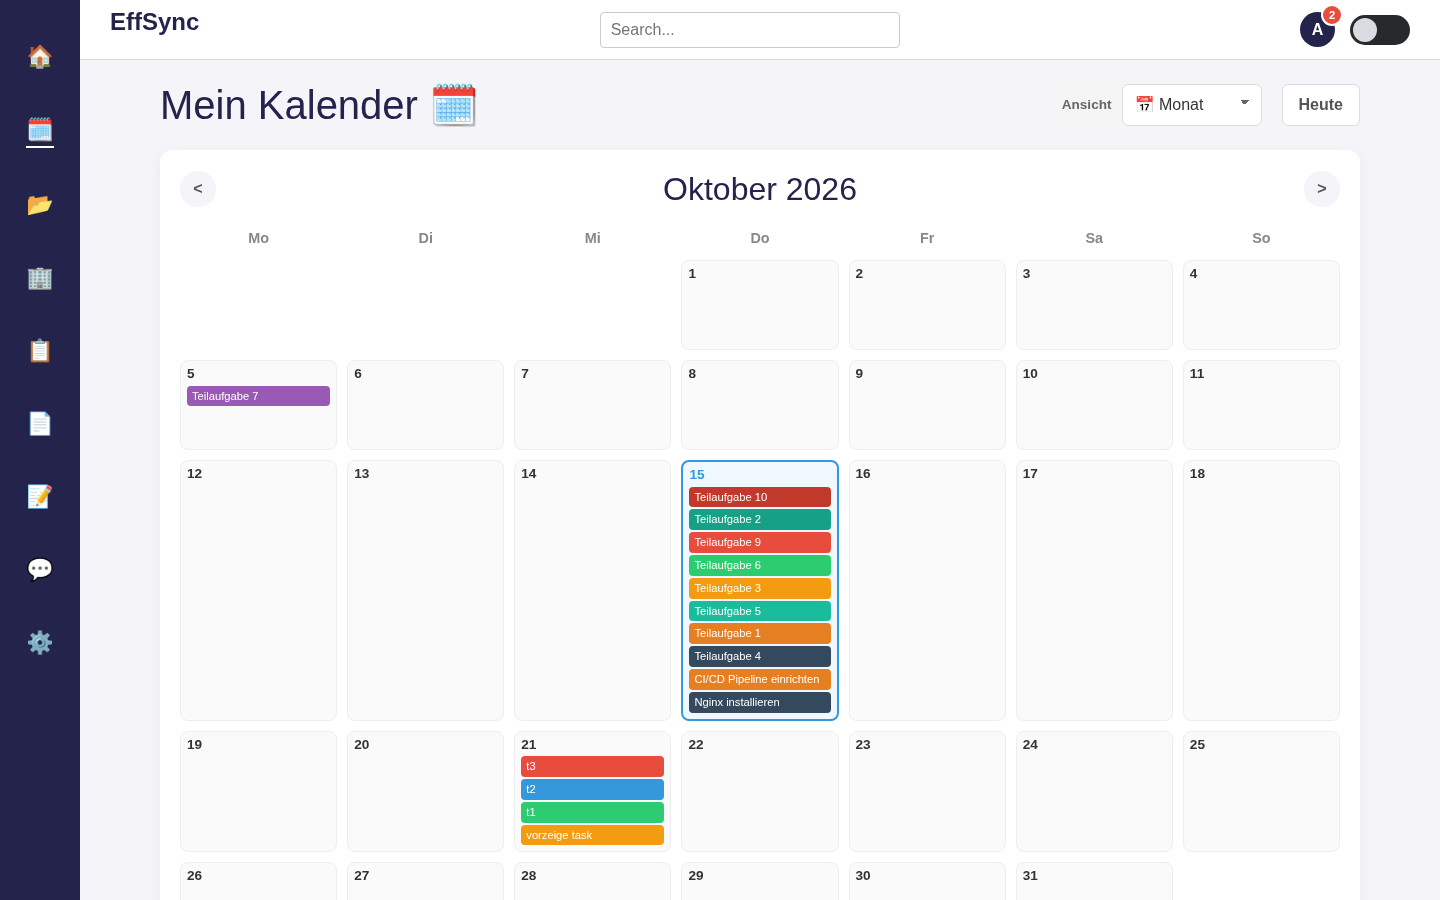 EffSync
Search...
A
2
Mein Kalender
Ansicht
Monat
Heute
<
Oktober 2026
>
Mo Di Mi Do Fr Sa So
1 2 3 4
5 6 7 8 9 10 11
Teilaufgabe 7
12 13 14 15 16 17 18
Teilaufgabe 10
Teilaufgabe 2
Teilaufgabe 9
Teilaufgabe 6
Teilaufgabe 3
Teilaufgabe 5
Teilaufgabe 1
Teilaufgabe 4
CI/CD Pipeline einrichten
Nginx installieren
19 20 21 22 23 24 25
t3
t2
t1
vorzeige task
26 27 28 29 30 31